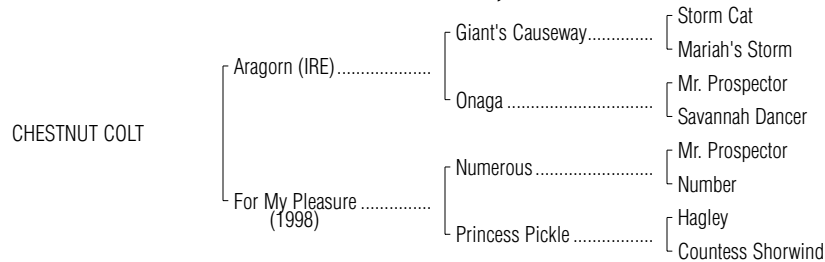 Storm Cat
Giant's Causeway..............
Mariah's Storm
Aragorn (IRE)....................
Mr. Prospector
Onaga ................................
Savannah Dancer
CHESTNUT COLT
Mr. Prospector
Numerous ..........................
Number
For My Pleasure ...............
(1998)
Hagley
Princess Pickle .................
Countess Shorwind